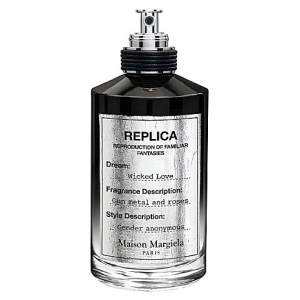 REPLICA
REPRODUCTION OF FAMILIAR
FANTASIES
Dream:
Wicked Love
Fragrance Description:
Gun metal and roses
Style Description:
Gender anonymous
Maison Margiela
PARIS